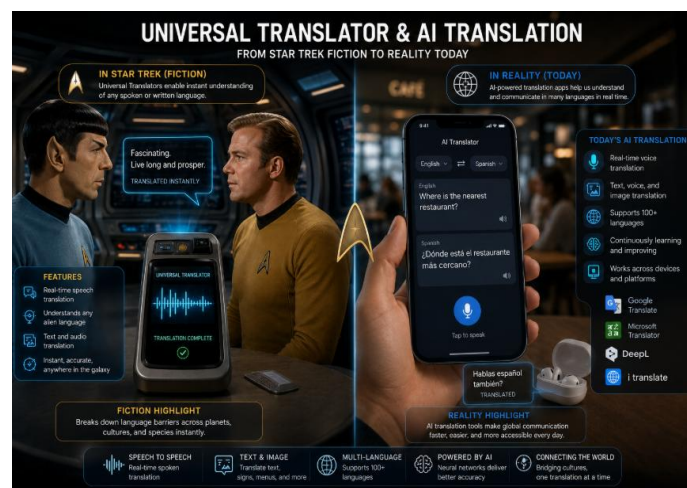 UNIVERSAL TRANSLATOR & AI TRANSLATION
FROM STAR TREK FICTION TO REALITY TODAY
IN STAR TREK (FICTION)
Universal Translators enable instant understanding
of any spoken or written language.
IN REALITY (TODAY)
AI-powered translation apps help us understand
and communicate in many languages in real time.
CAFE
Fascinating.
Live long and prosper.
TRANSLATED INSTANTLY
FEATURES
Real-time speech
translation
Understands any
alien language
Text and audio
translation
Instant, accurate,
anywhere in the galaxy
UNIVERSAL TRANSLATOR
TRANSLATION COMPLETE
9:41
AI Translator
English
Spanish
English
Where is the nearest
restaurant?
Spanish
¿Dónde está el restaurante
más cercano?
Tap to speak
Hablas español
también?
TRANSLATED
TODAY'S AI TRANSLATION
Real-time voice
translation
Text, voice, and
image translation
Supports 100+
languages
Continuously learning
and improving
Works across devices
and platforms
Google
Translate
Microsoft
Translator
DeepL
i translate
FICTION HIGHLIGHT
Breaks down language barriers across planets,
cultures, and species instantly.
REALITY HIGHLIGHT
AI translation tools make global communication
faster, easier, and more accessible every day.
SPEECH TO SPEECH
Real-time spoken
translation
TEXT & IMAGE
Translate text,
signs, menus, and more
MULTI-LANGUAGE
Supports 100+
languages
POWERED BY AI
Neural networks deliver
better accuracy
CONNECTING THE WORLD
Bridging cultures,
one translation at a time